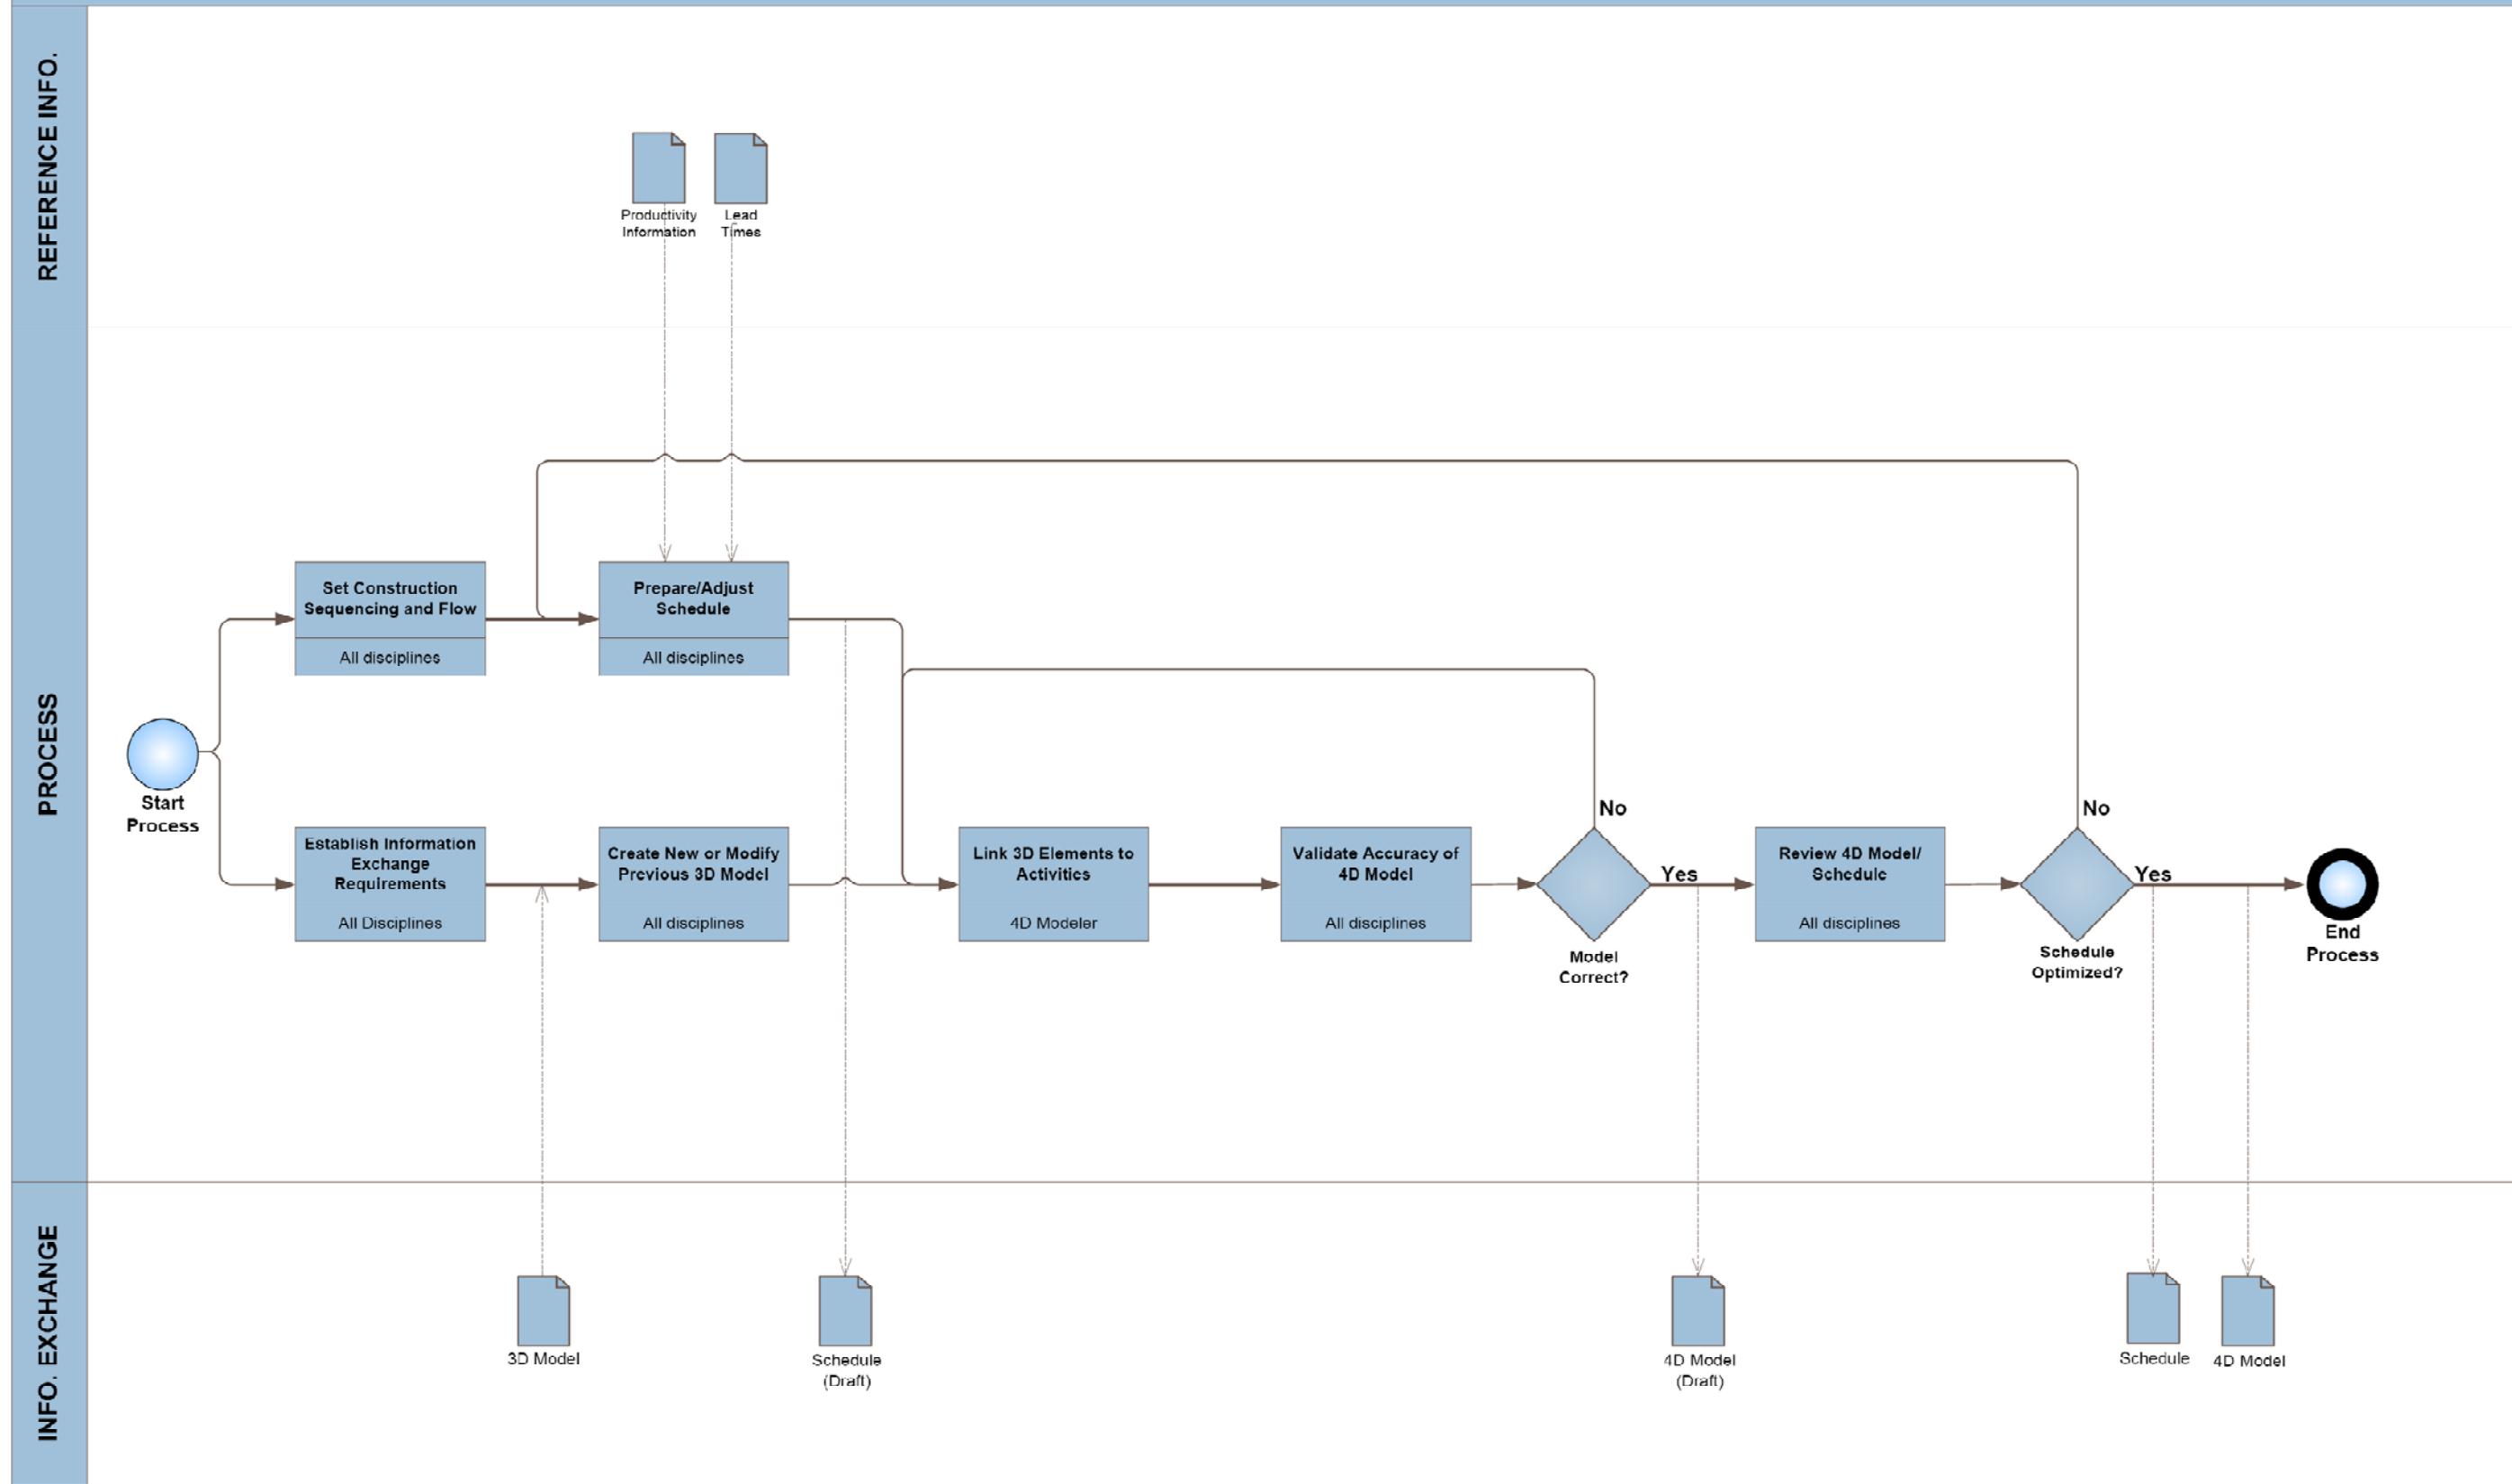 REFERENCE INFO.
Productivity
Information
Lead
Times
PROCESS
Set Construction
Sequencing and Flow
All disciplines
Prepare/Adjust
Schedule
All disciplines
Start
Process
Establish Information
Exchange
Requirements
All Disciplines
Create New or Modify
Previous 3D Model
All disciplines
Link 3D Elements to
Activities
4D Modeler
Validate Accuracy of
4D Model
All disciplines
No
Yes
Model
Correct?
Review 4D Model/
Schedule
All disciplines
No
Yes
Schedule
Optimized?
End
Process
INFO. EXCHANGE
3D Model
Schedule
(Draft)
4D Model
(Draft)
Schedule
4D Model